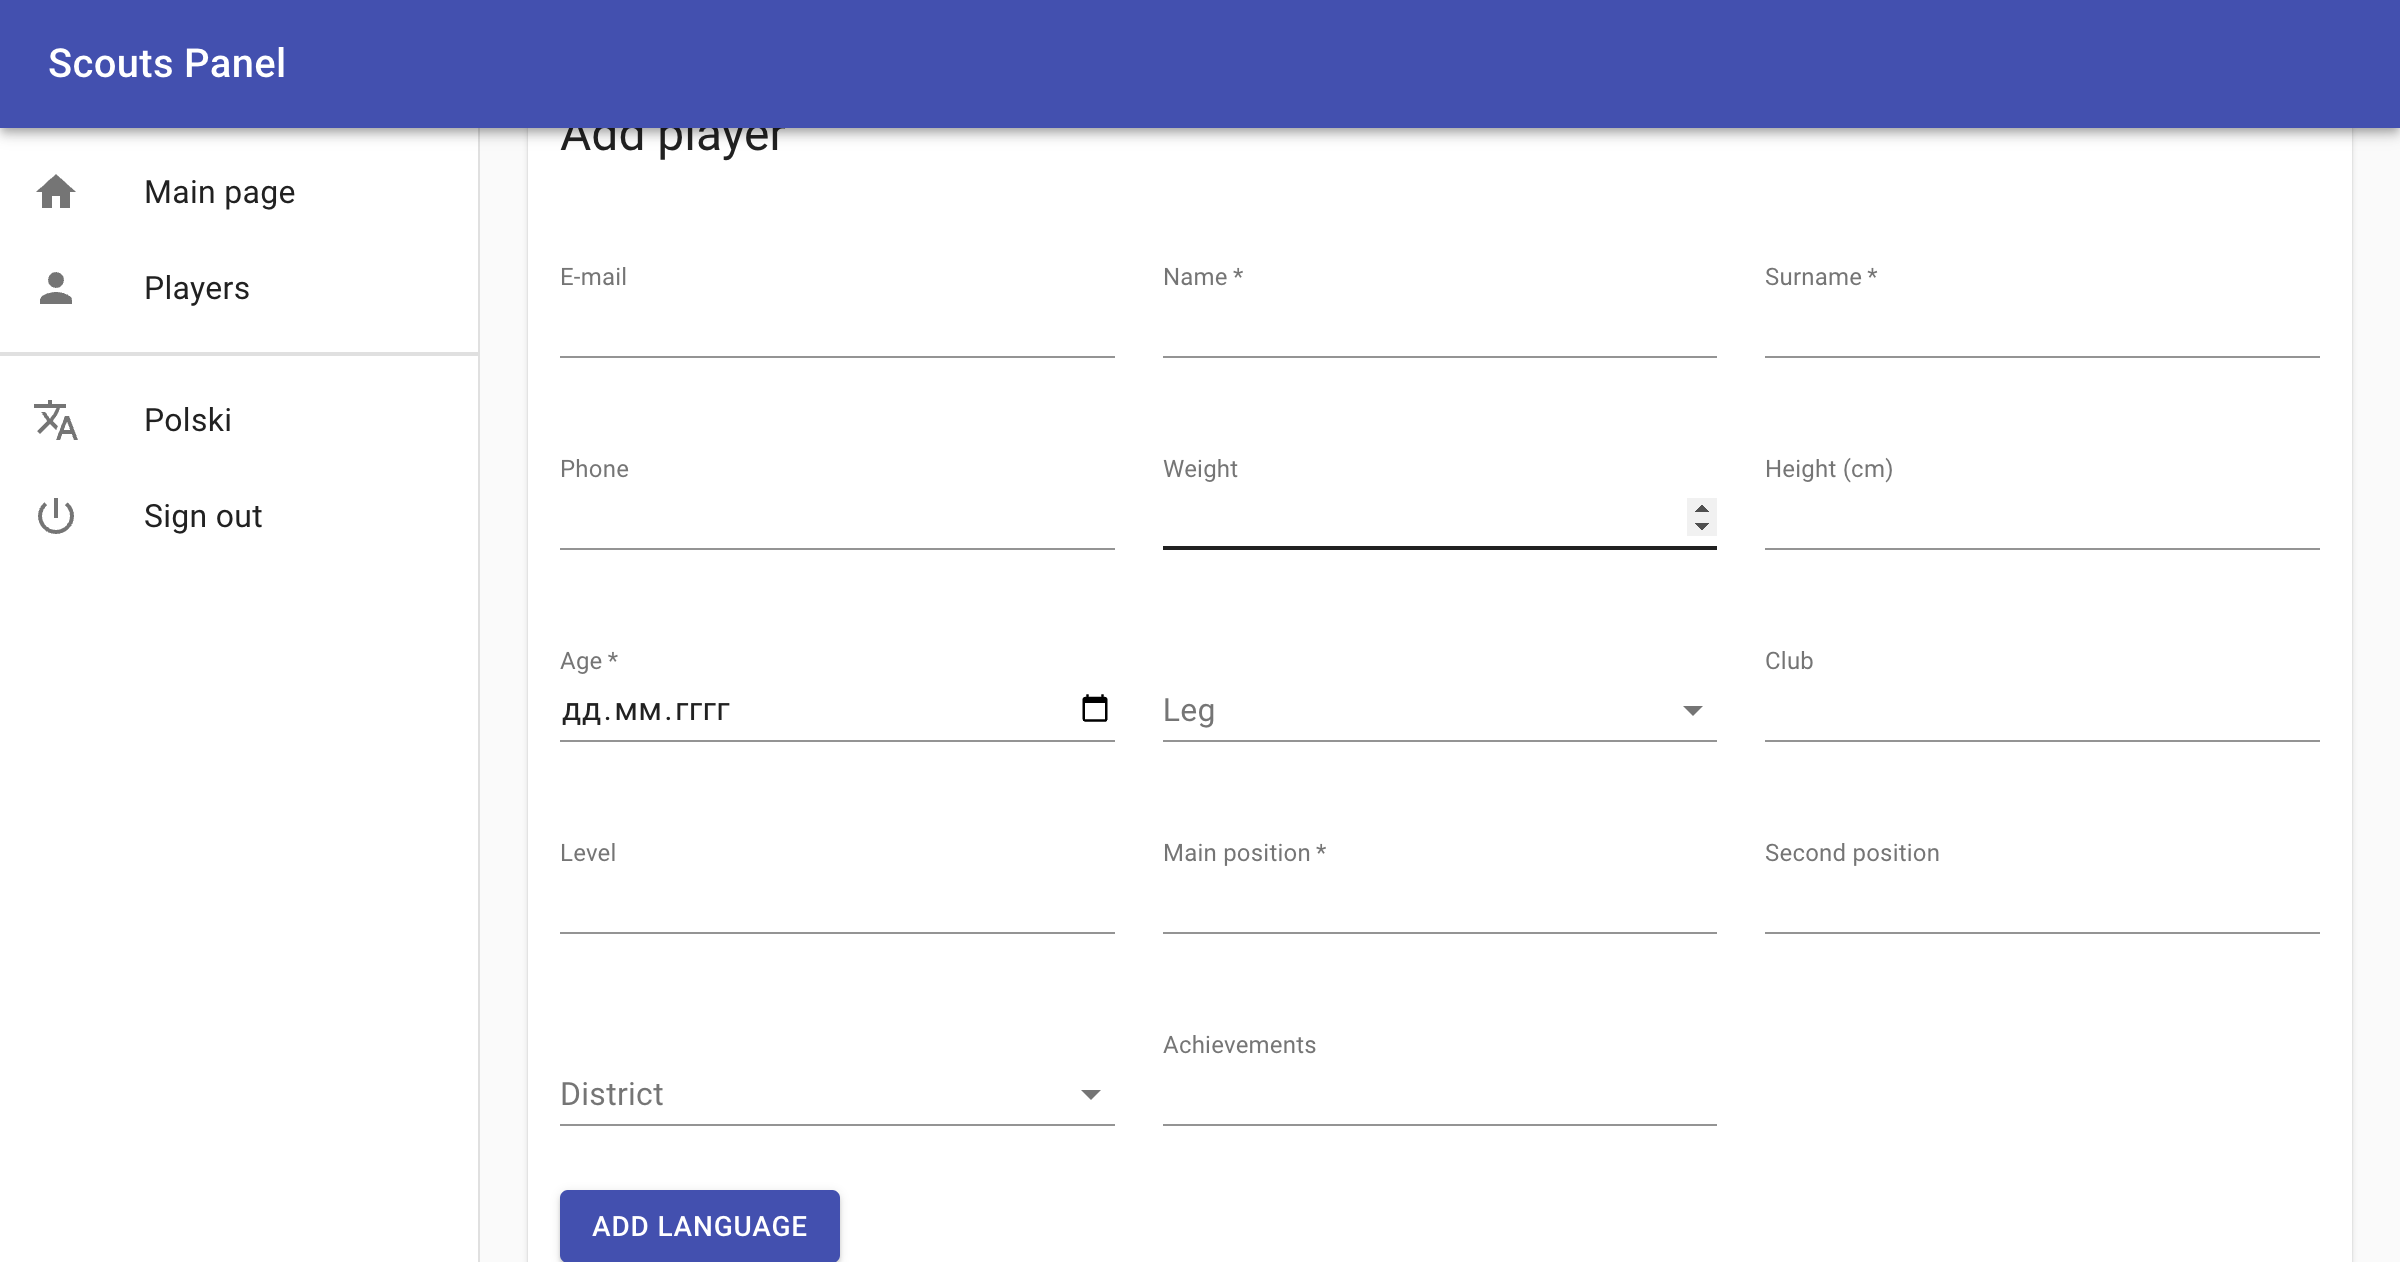 Scouts Panel
Add player
Main page
Players
Polski
Sign out
E-mail
Name *
Surname *
Phone
Weight
Height (cm)
Age *
дд.мм.гггг
Leg
Club
Level
Main position *
Second position
District
Achievements
ADD LANGUAGE